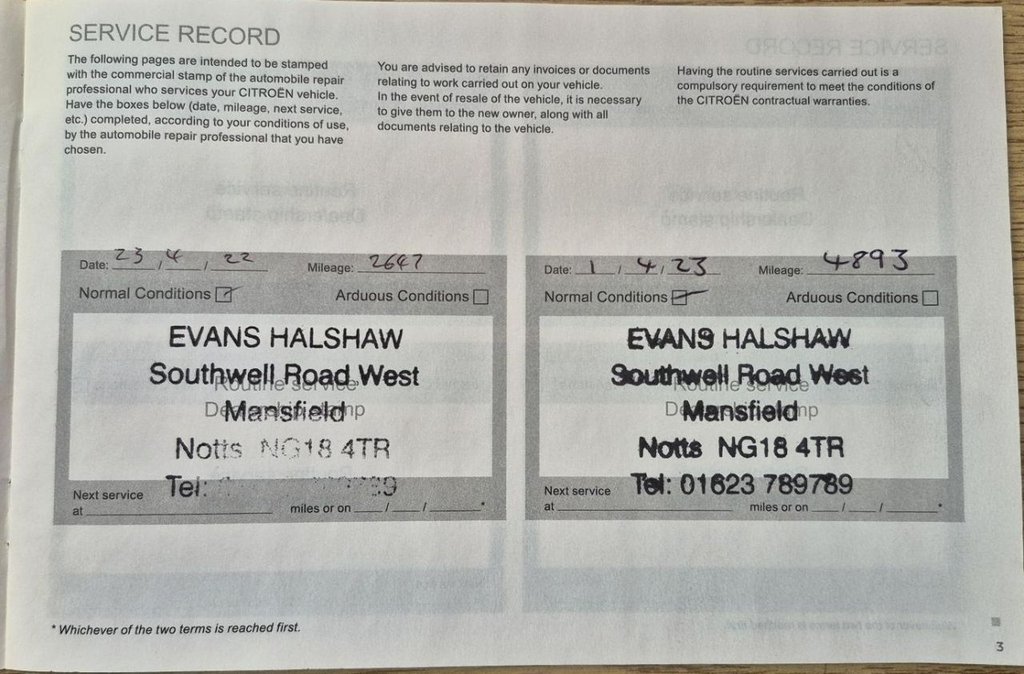 SERVICE RECORD
The following pages are intended to be stamped
with the commercial stamp of the automobile repair
professional who services your CITROËN vehicle.
Have the boxes below (date, mileage, next service,
etc.) completed, according to your conditions of use,
by the automobile repair professional that you have
chosen.
You are advised to retain any invoices or documents
relating to work carried out on your vehicle.
In the event of resale of the vehicle, it is necessary
to give them to the new owner, along with all
documents relating to the vehicle.
Having the routine services carried out is a
compulsory requirement to meet the conditions of
the CITROËN contractual warranties.
Date: 23 / 4 / 22 Mileage: 2647
Normal Conditions Arduous Conditions
EVANS HALSHAW
Southwell Road West
Routine service
Mansfield
Dealership stamp
Notts NG18 4TR
Tel:
Next service
at miles or on / / *
Date: 1 / 4 / 23 Mileage: 4893
Normal Conditions Arduous Conditions
EVANS HALSHAW
Southwell Road West
Routine service
Mansfield
Dealership stamp
Notts NG18 4TR
Tel: 01623 789789
Next service
at miles or on / / *
* Whichever of the two terms is reached first.
3